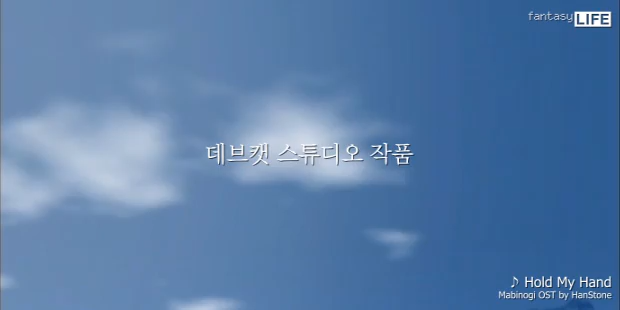 fantasy LIFE
데브캣 스튜디오 작품
♪ Hold My Hand
Mabinogi OST by HanStone